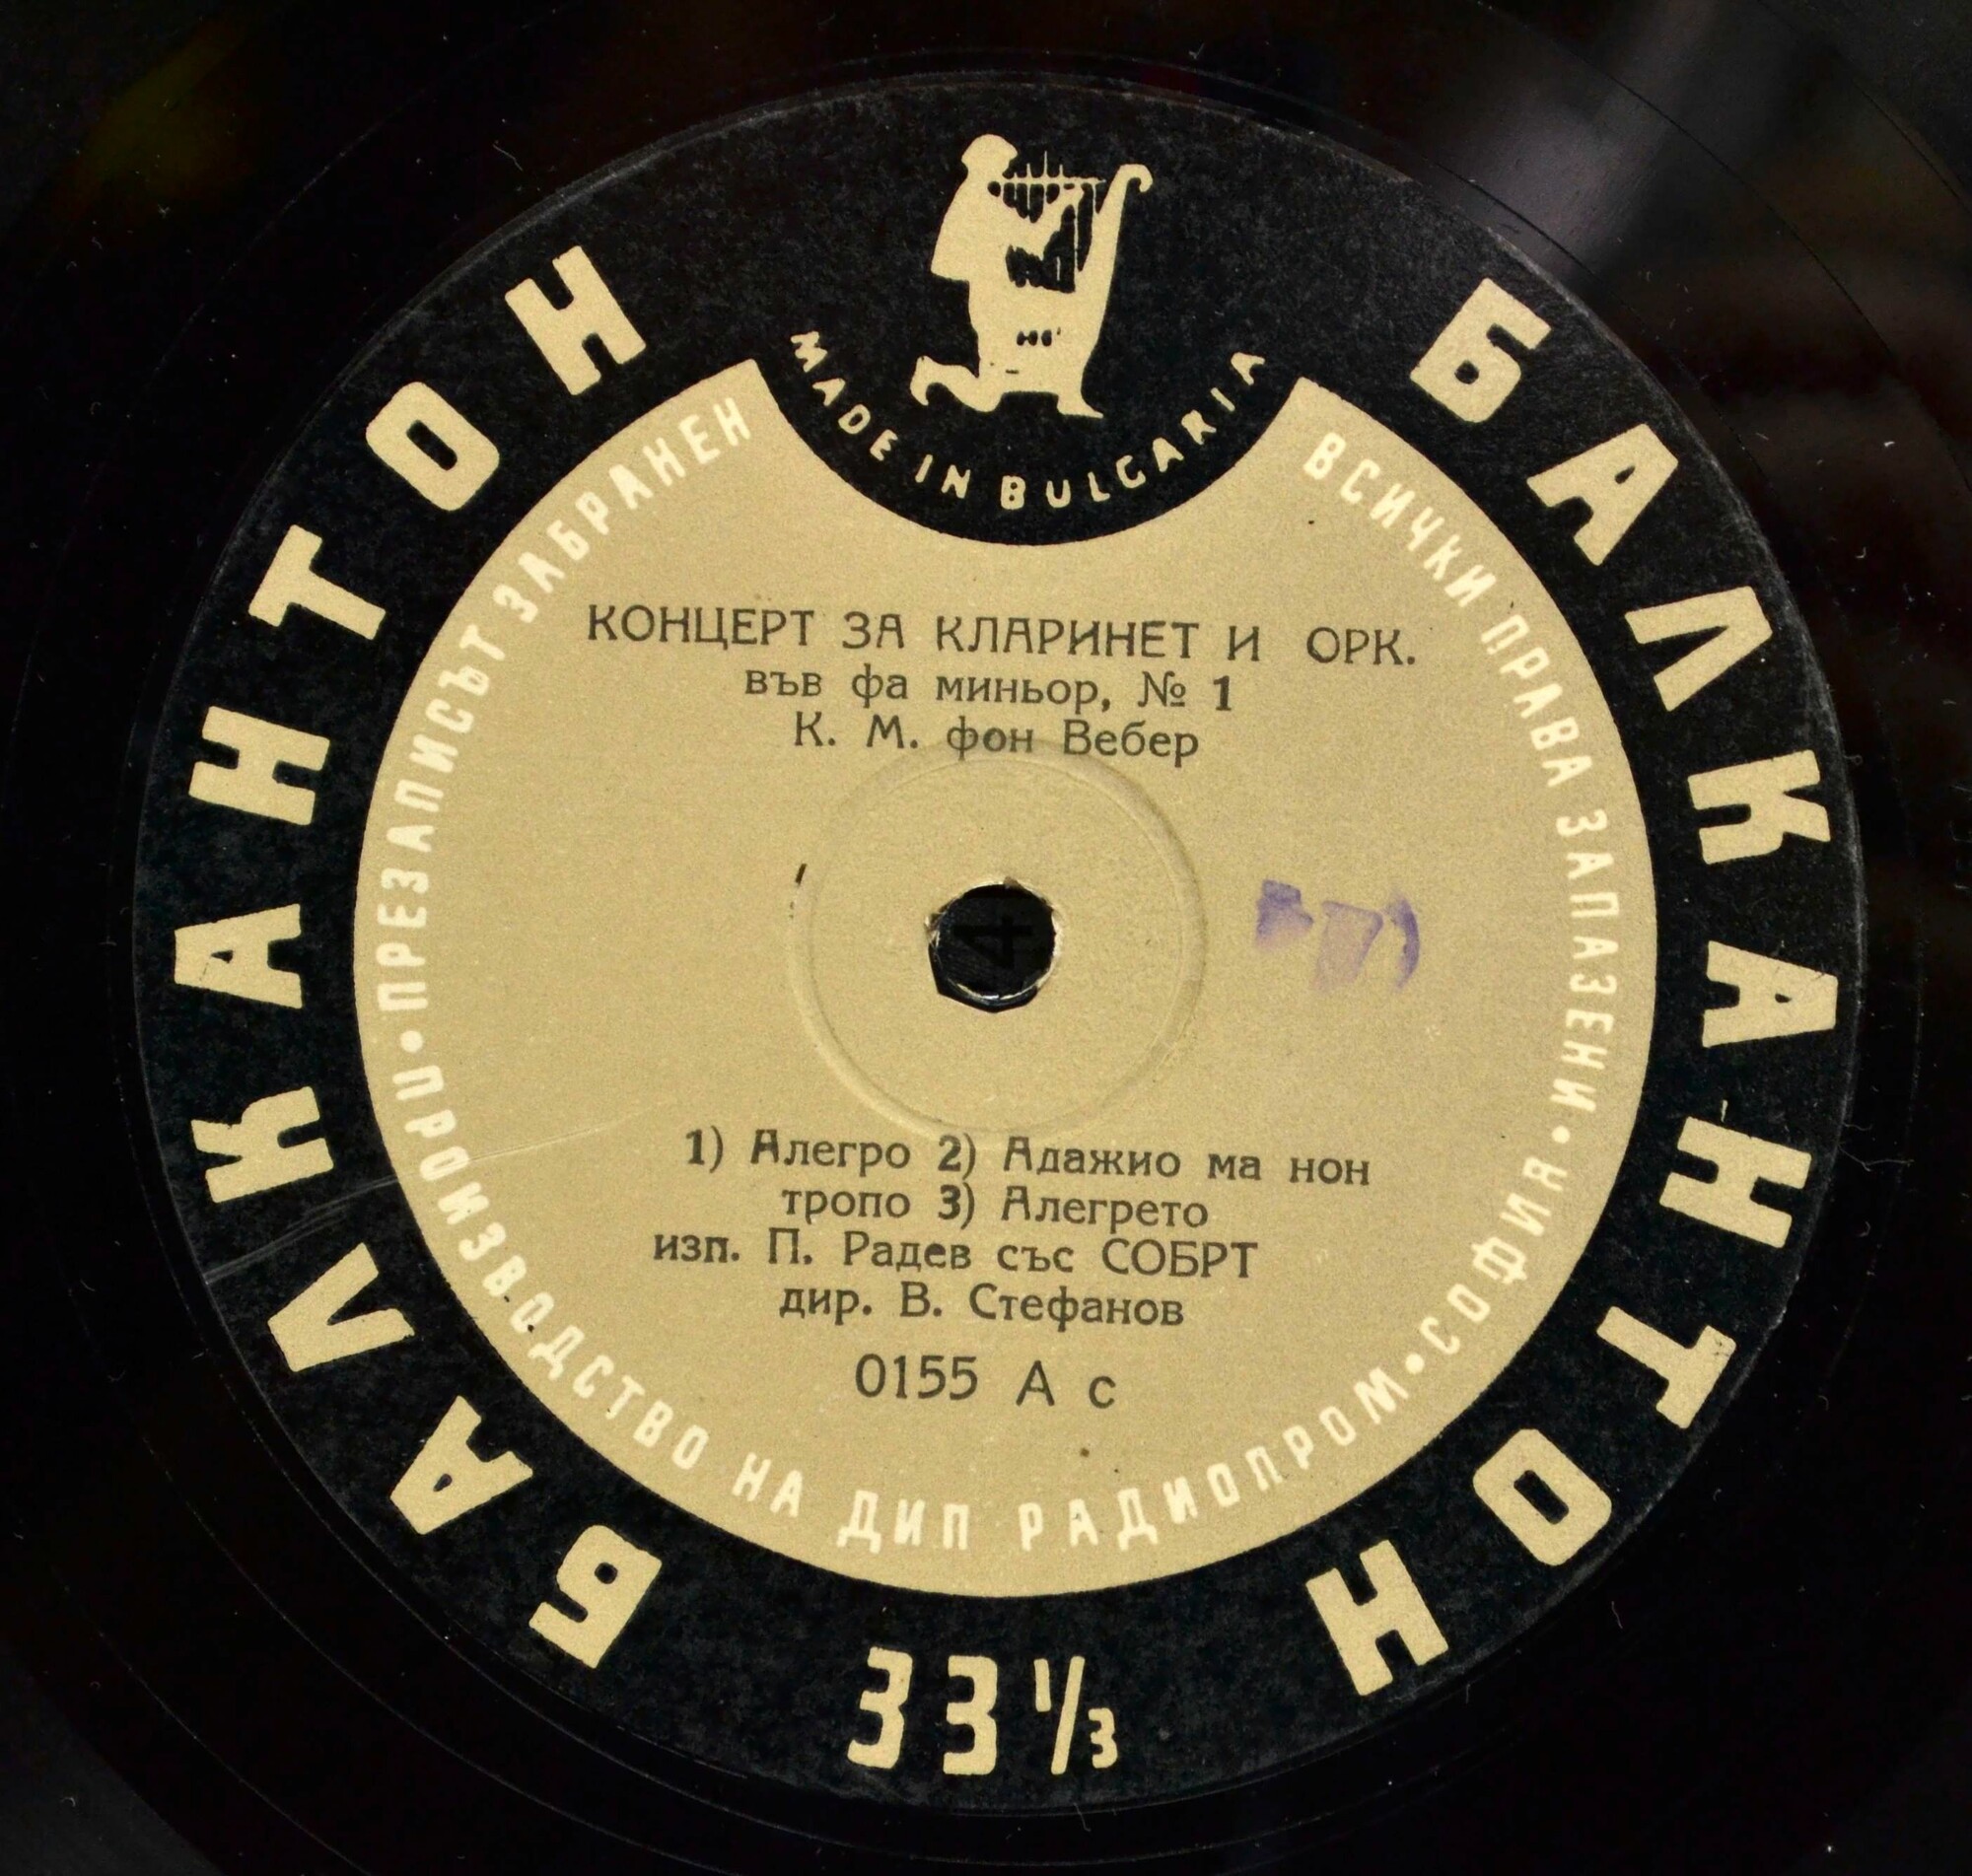 БАЛКАНТОН
БАЛКАНТОН
MADE IN BULGARIA
ВСИЧКИ ПРАВА ЗАПАЗЕНИ • СОФИЯ •
ПРОИЗВОДСТВО НА ДИП РАДИОПРОМ •
ПРЕЗАПИСЪТ ЗАБРАНЕН
КОНЦЕРТ ЗА КЛАРИНЕТ И ОРК.
във фа миньор, № 1
К. М. фон Вебер
1) Алегро 2) Адажио ма нон
тропо 3) Алегрето
изп. П. Радев със СОБРТ
дир. В. Стефанов
0155 А с
33 1/3